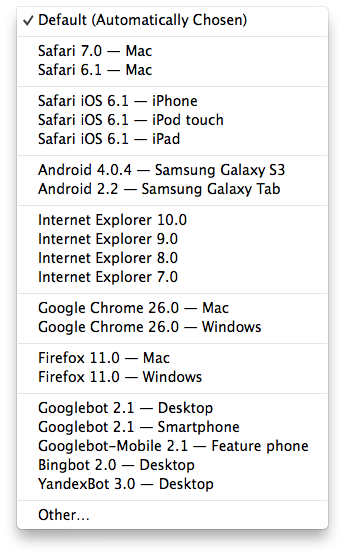 ✓ Default (Automatically Chosen)
Safari 7.0 — Mac
Safari 6.1 — Mac
Safari iOS 6.1 — iPhone
Safari iOS 6.1 — iPod touch
Safari iOS 6.1 — iPad
Android 4.0.4 — Samsung Galaxy S3
Android 2.2 — Samsung Galaxy Tab
Internet Explorer 10.0
Internet Explorer 9.0
Internet Explorer 8.0
Internet Explorer 7.0
Google Chrome 26.0 — Mac
Google Chrome 26.0 — Windows
Firefox 11.0 — Mac
Firefox 11.0 — Windows
Googlebot 2.1 — Desktop
Googlebot 2.1 — Smartphone
Googlebot-Mobile 2.1 — Feature phone
Bingbot 2.0 — Desktop
YandexBot 3.0 — Desktop
Other…